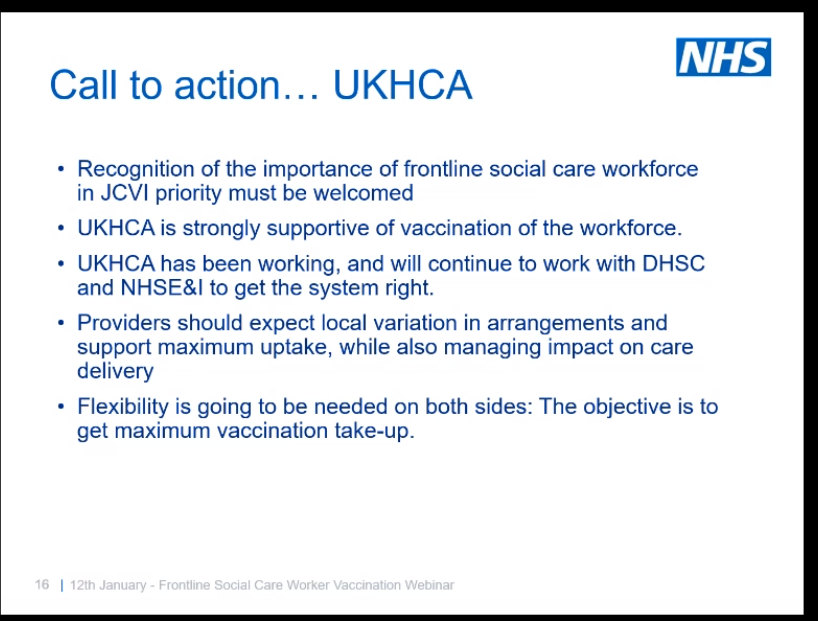 NHS
Call to action… UKHCA
• Recognition of the importance of frontline social care workforce
in JCVI priority must be welcomed
• UKHCA is strongly supportive of vaccination of the workforce.
• UKHCA has been working, and will continue to work with DHSC
and NHSE&I to get the system right.
• Providers should expect local variation in arrangements and
support maximum uptake, while also managing impact on care
delivery
• Flexibility is going to be needed on both sides: The objective is to
get maximum vaccination take-up.
16 | 12th January - Frontline Social Care Worker Vaccination Webinar